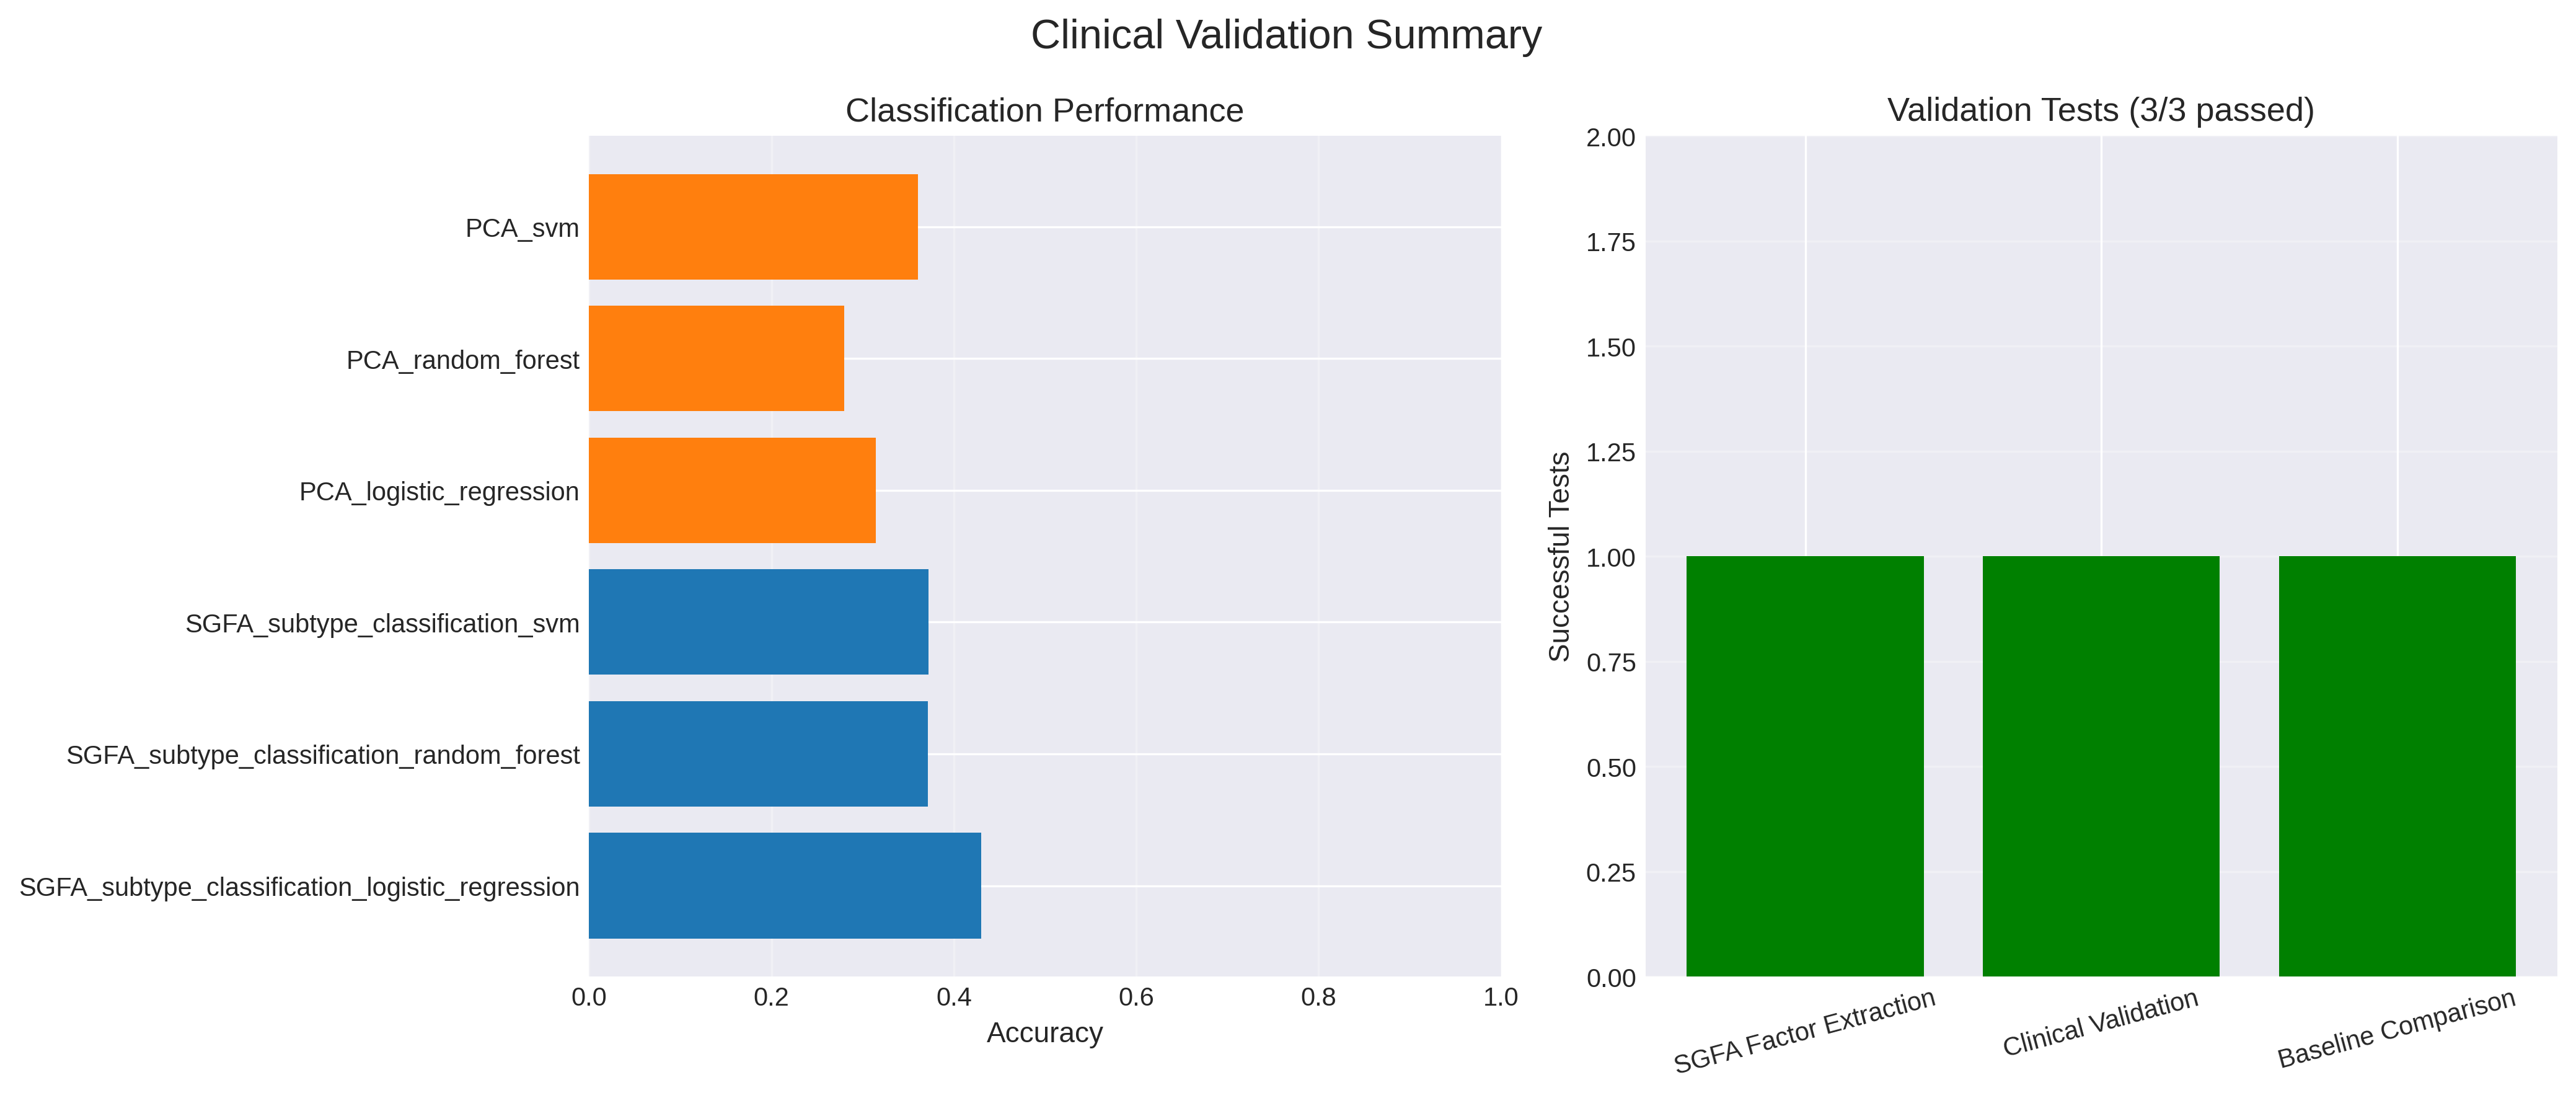 Clinical Validation Summary
Classification Performance
PCA_svm
PCA_random_forest
PCA_logistic_regression
SGFA_subtype_classification_svm
SGFA_subtype_classification_random_forest
SGFA_subtype_classification_logistic_regression
0.0 0.2 0.4 0.6 0.8 1.0
Accuracy
Validation Tests (3/3 passed)
Successful Tests
2.00
1.75
1.50
1.25
1.00
0.75
0.50
0.25
0.00
SGFA Factor Extraction
Clinical Validation
Baseline Comparison